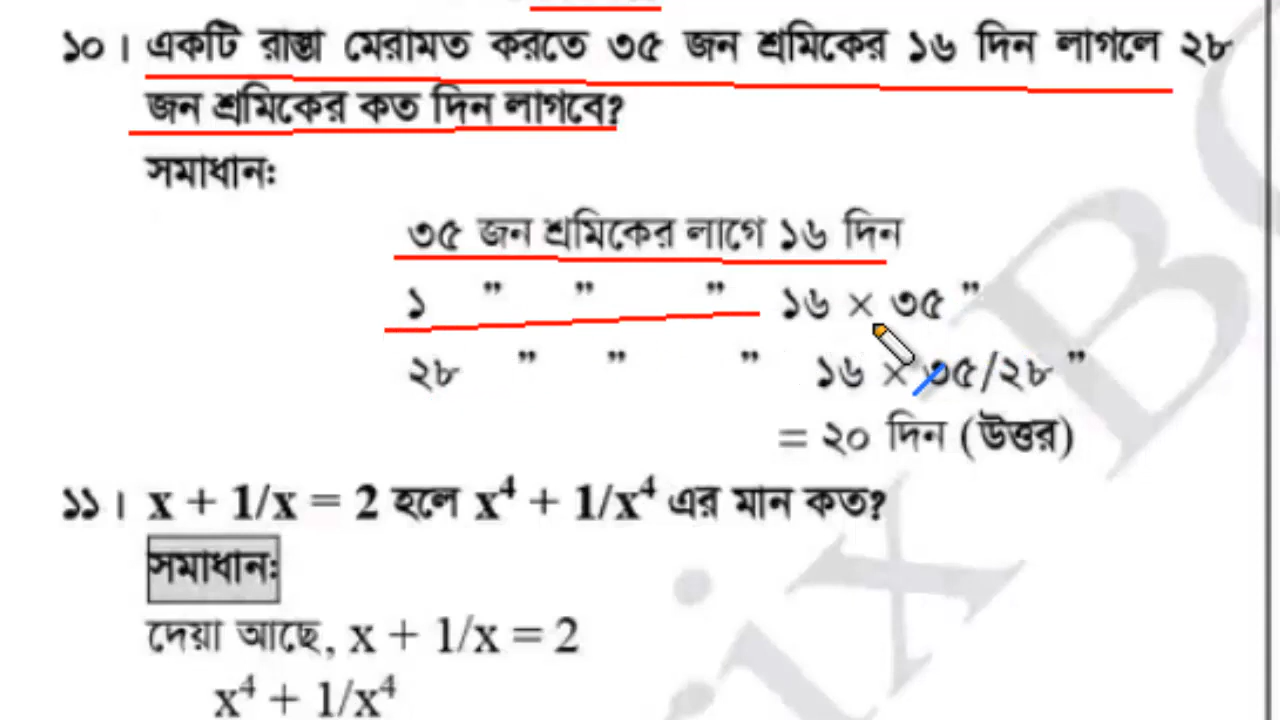 ১০। একটি রাস্তা মেরামত করতে ৩৫ জন শ্রমিকের ১৬ দিন লাগলে ২৮
জন শ্রমিকের কত দিন লাগবে?
সমাধানঃ
৩৫ জন শ্রমিকের লাগে ১৬ দিন
১ ” ” ” ১৬ × ৩৫ ”
২৮ ” ” ” ১৬ × ৩৫/২৮ ”
= ২০ দিন (উত্তর)
১১। x + 1/x = 2 হলে x⁴ + 1/x⁴ এর মান কত?
সমাধানঃ
দেয়া আছে, x + 1/x = 2
x⁴ + 1/x⁴